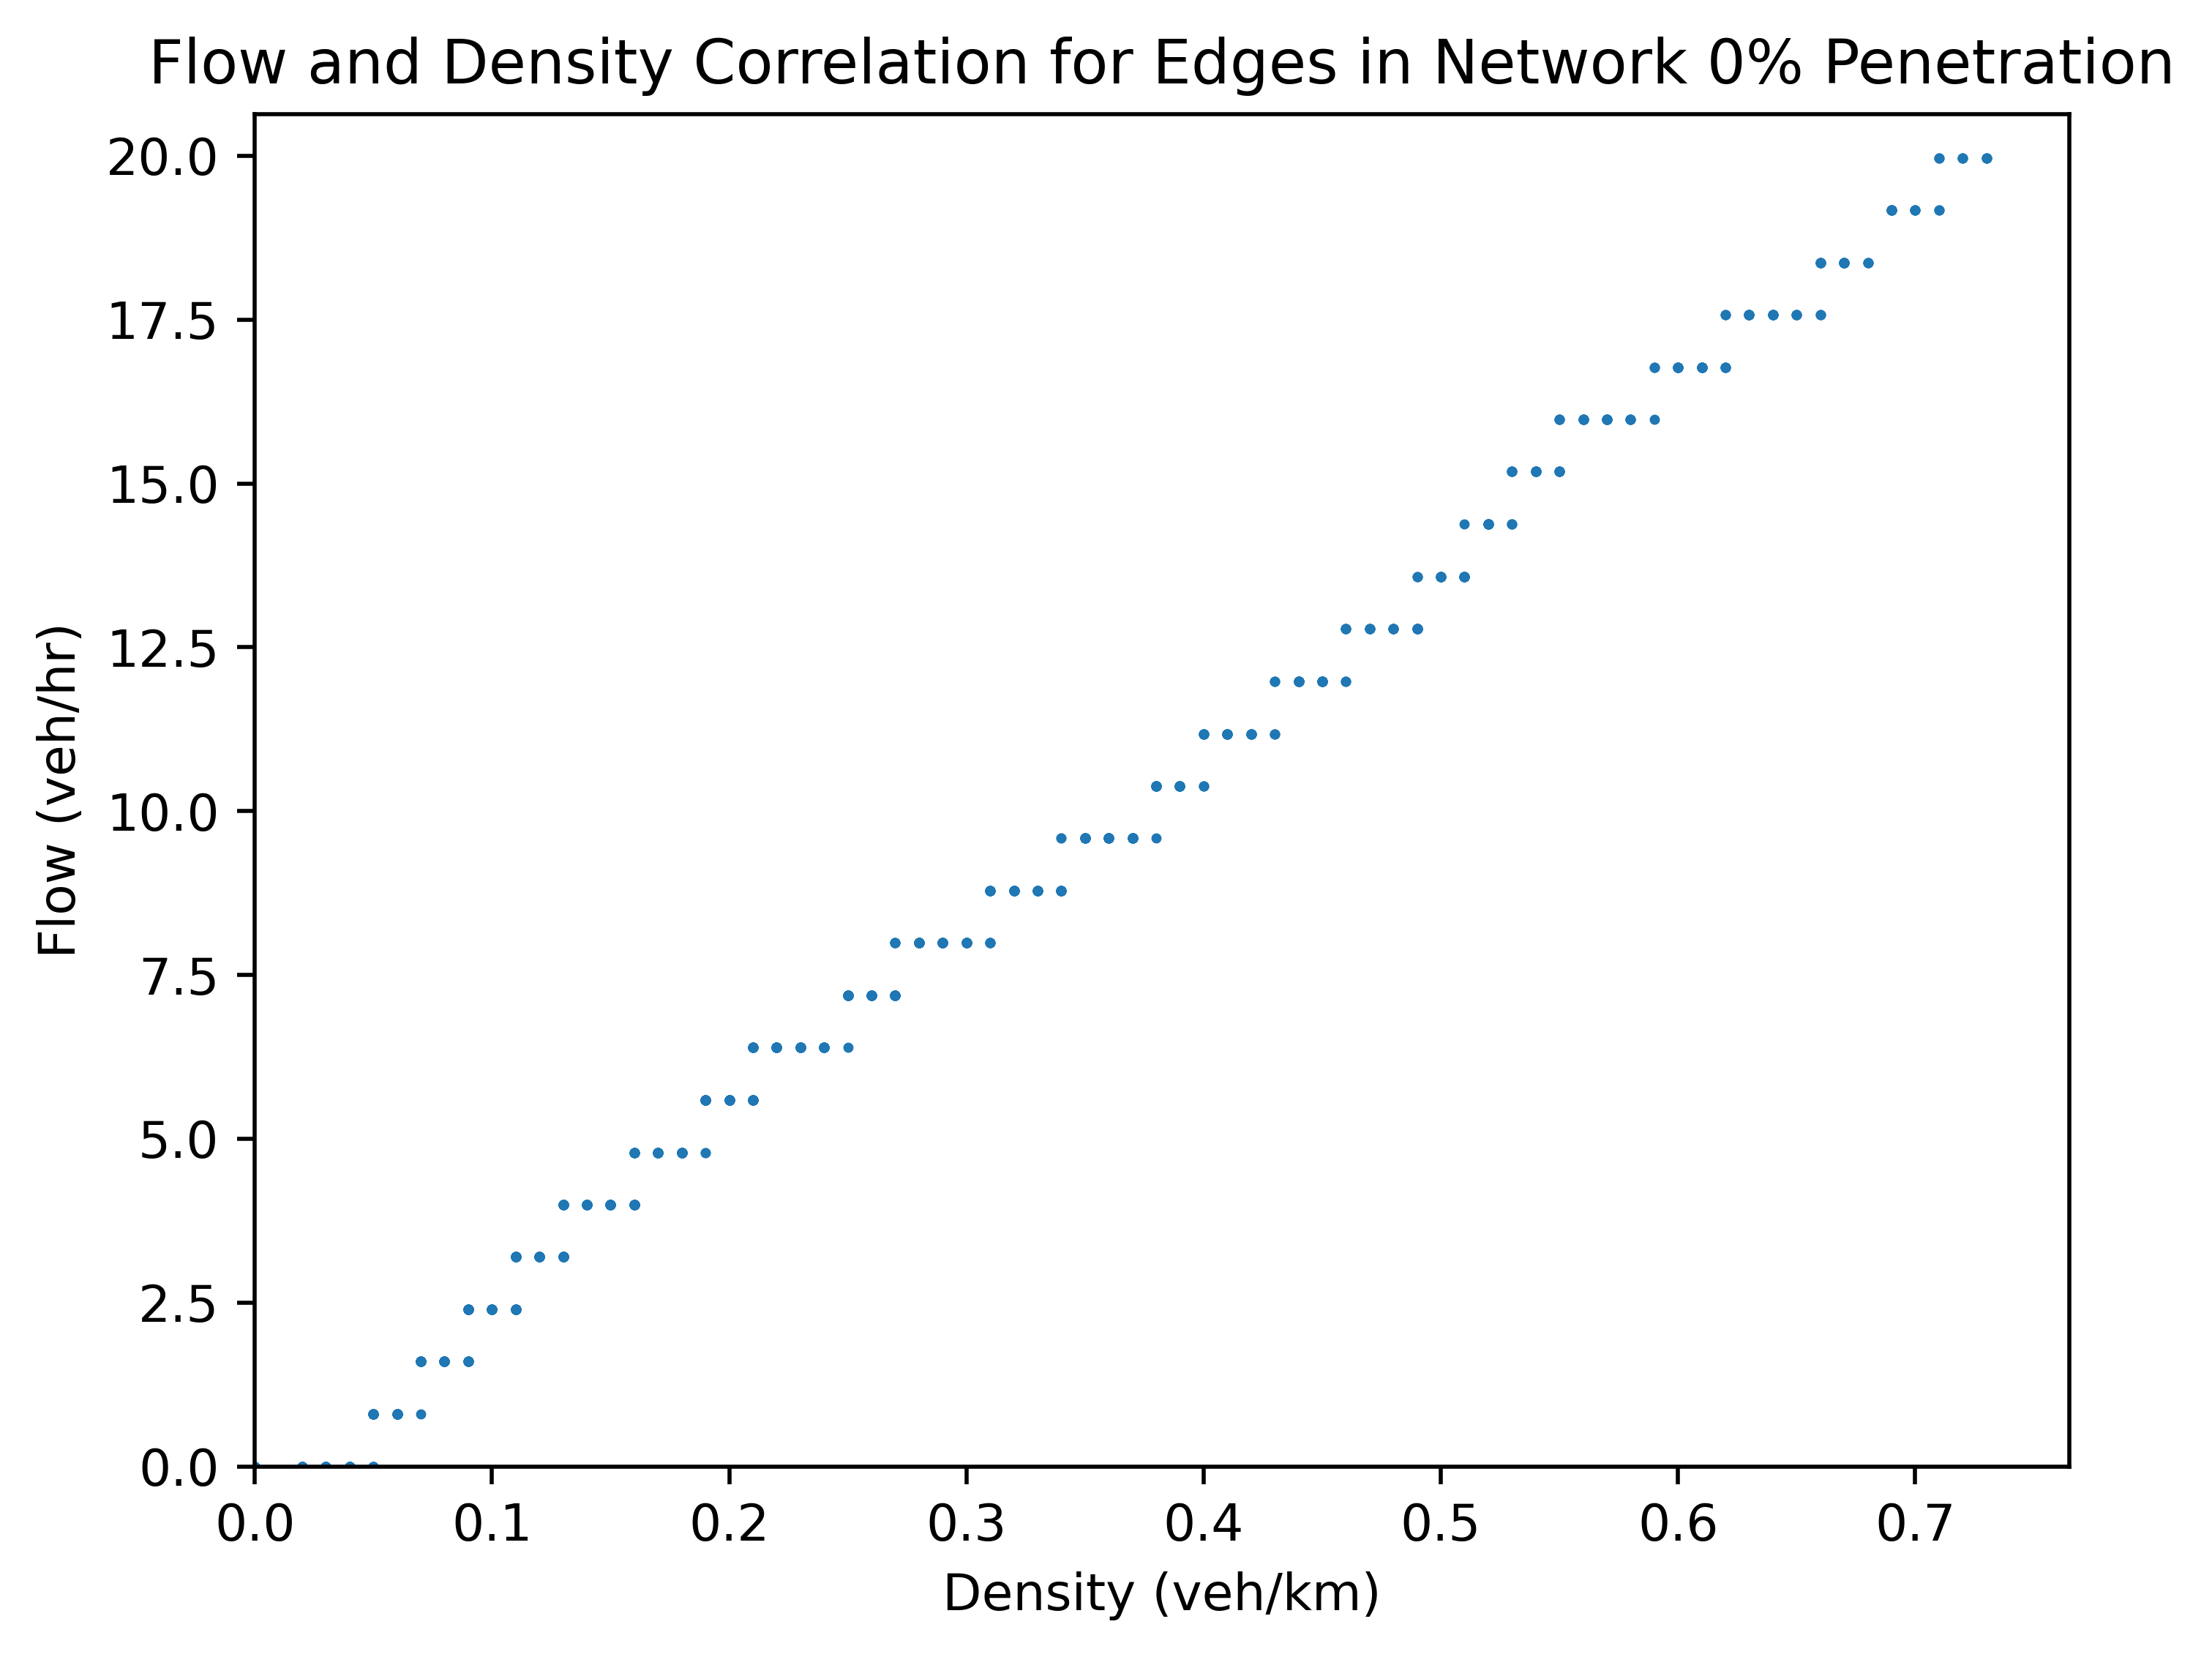 Flow and Density Correlation for Edges in Network 0% Penetration
20.0
17.5
15.0
12.5
10.0
7.5
5.0
2.5
0.0
Flow (veh/hr)
0.0 0.1 0.2 0.3 0.4 0.5 0.6 0.7
Density (veh/km)